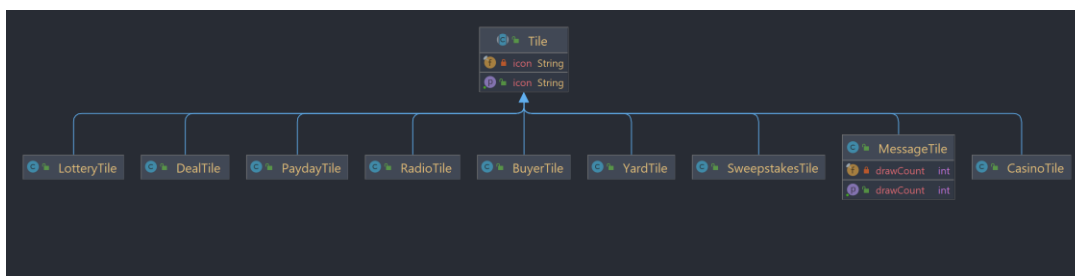 Tile
icon String
icon String
LotteryTile
DealTile
PaydayTile
RadioTile
BuyerTile
YardTile
SweepstakesTile
MessageTile
drawCount int
drawCount int
CasinoTile